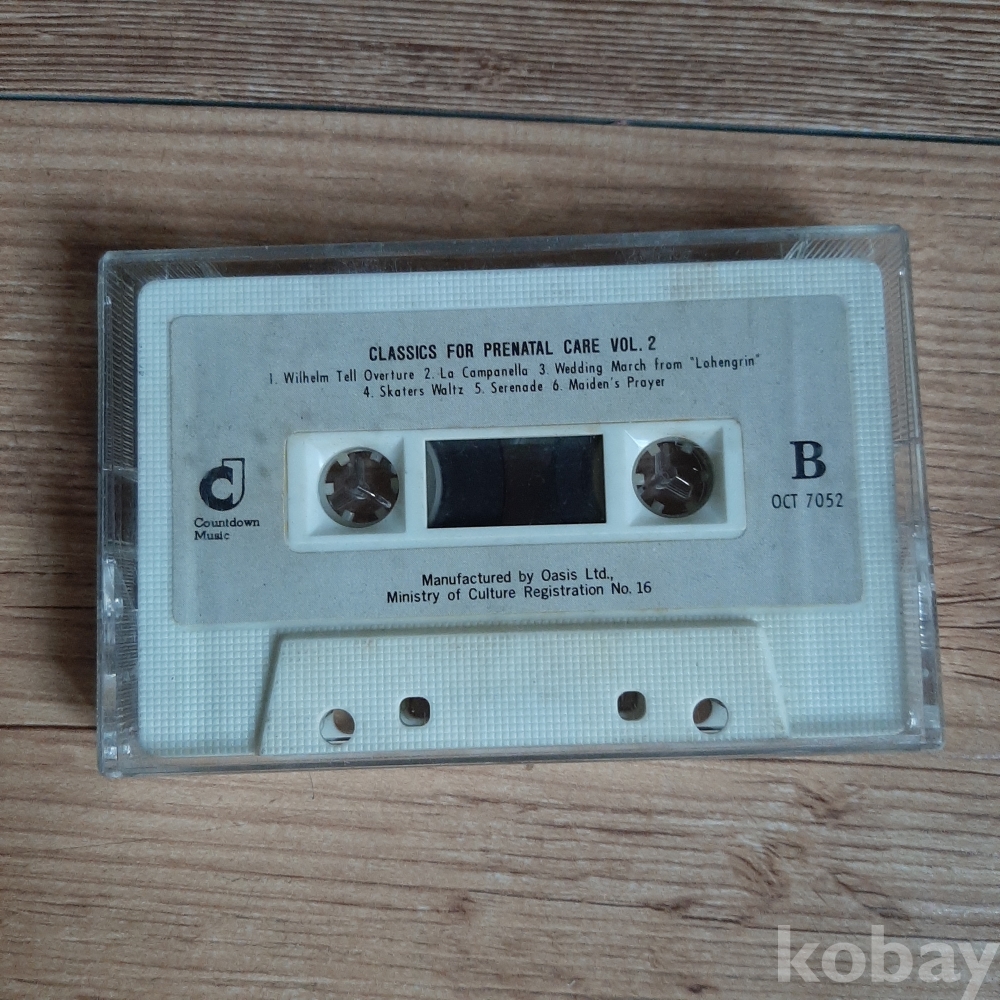 CLASSICS FOR PRENATAL CARE VOL. 2
1. Wilhelm Tell Overture 2. La Campanella 3. Wedding March from "Lohengrin"
4. Skaters Waltz 5. Serenade 6. Maiden's Prayer
B
OCT 7052
Countdown
Music
Manufactured by Oasis Ltd.,
Ministry of Culture Registration No. 16
kobay